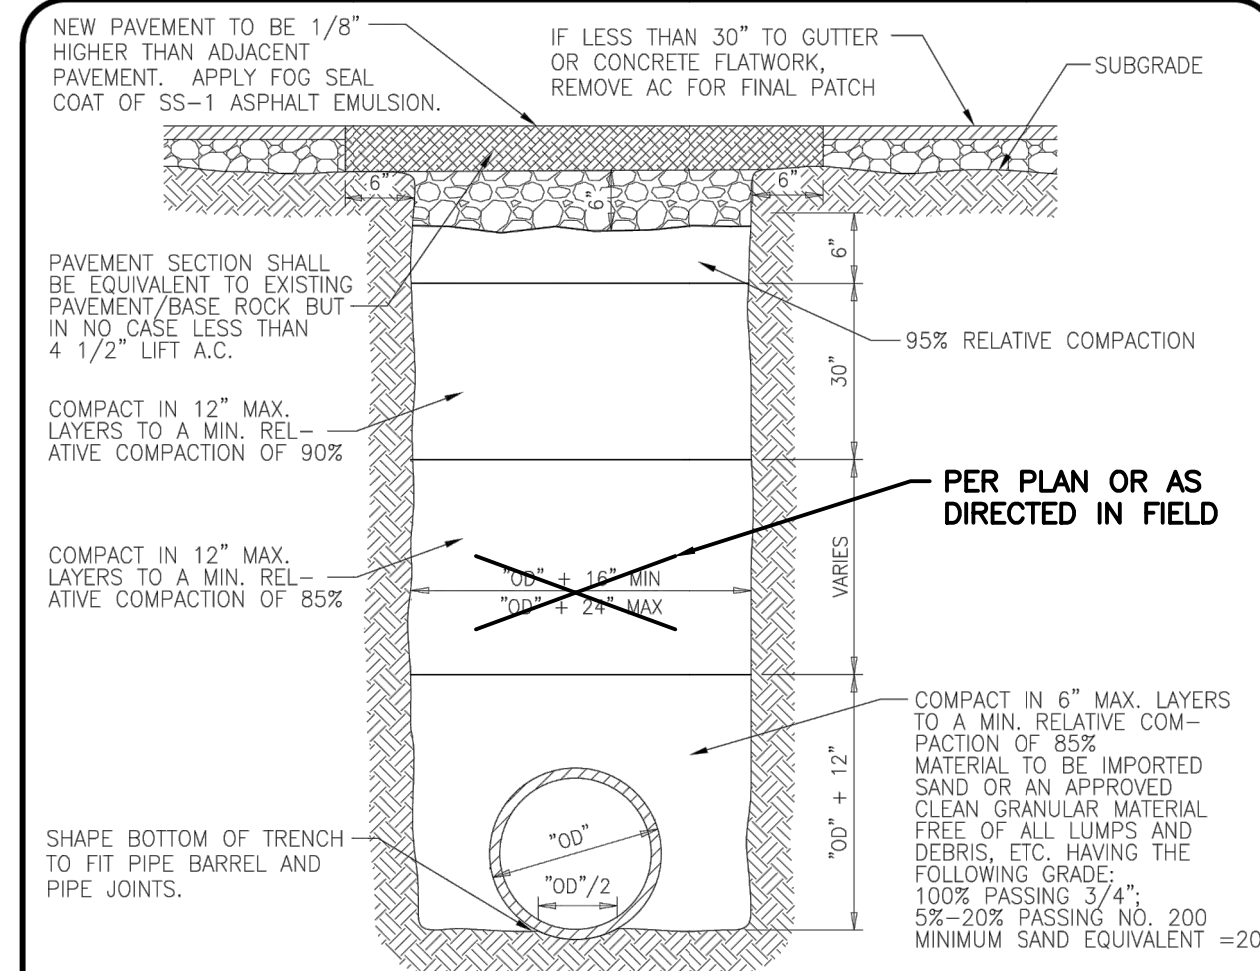 NEW PAVEMENT TO BE 1/8"
HIGHER THAN ADJACENT
PAVEMENT. APPLY FOG SEAL
COAT OF SS-1 ASPHALT EMULSION.
IF LESS THAN 30" TO GUTTER
OR CONCRETE FLATWORK,
REMOVE AC FOR FINAL PATCH
SUBGRADE
6"
6"
6"
6"
PAVEMENT SECTION SHALL
BE EQUIVALENT TO EXISTING
PAVEMENT/BASE ROCK BUT
IN NO CASE LESS THAN
4 1/2" LIFT A.C.
95% RELATIVE COMPACTION
30"
COMPACT IN 12" MAX.
LAYERS TO A MIN. REL-
ATIVE COMPACTION OF 90%
PER PLAN OR AS
DIRECTED IN FIELD
COMPACT IN 12" MAX.
LAYERS TO A MIN. REL-
ATIVE COMPACTION OF 85%
"OD" + 16" MIN
"OD" + 24" MAX
VARIES
COMPACT IN 6" MAX. LAYERS
TO A MIN. RELATIVE COM-
PACTION OF 85%
MATERIAL TO BE IMPORTED
SAND OR AN APPROVED
CLEAN GRANULAR MATERIAL
FREE OF ALL LUMPS AND
DEBRIS, ETC. HAVING THE
FOLLOWING GRADE:
100% PASSING 3/4";
5%-20% PASSING NO. 200
MINIMUM SAND EQUIVALENT =20
"OD" + 12"
SHAPE BOTTOM OF TRENCH
TO FIT PIPE BARREL AND
PIPE JOINTS.
"OD"
"OD"/2